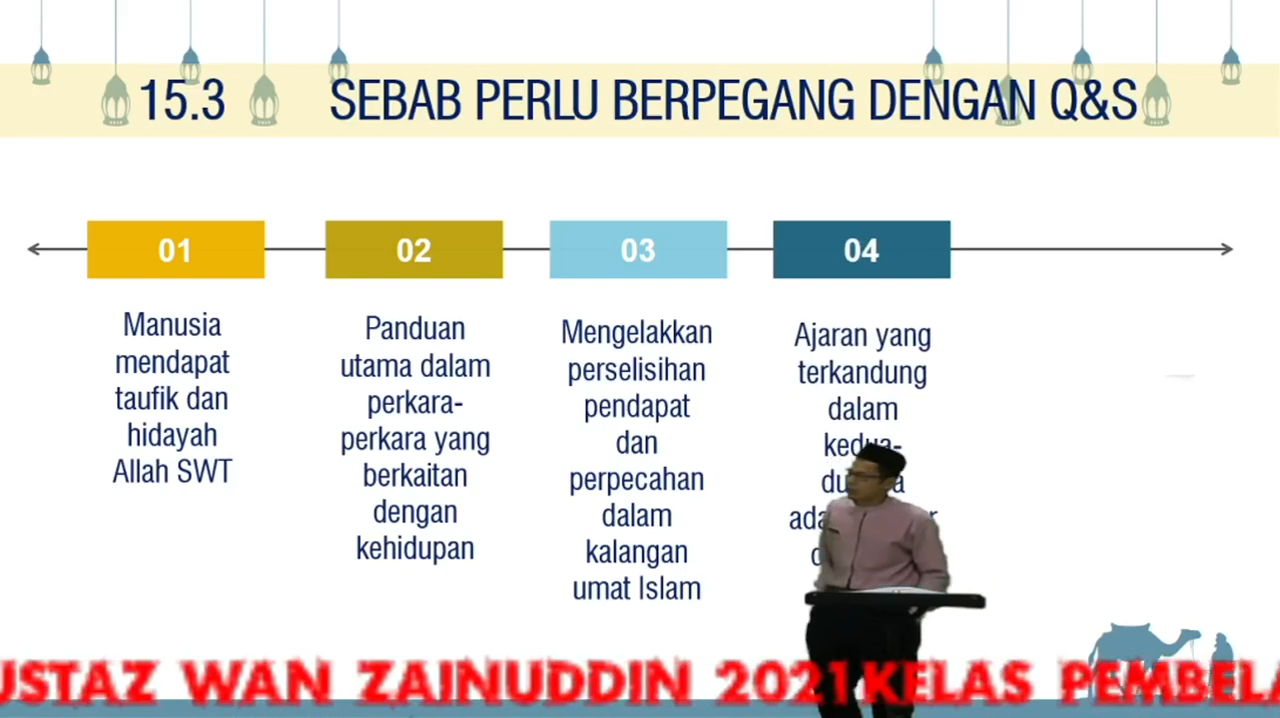 15.3 SEBAB PERLU BERPEGANG DENGAN Q&S
01
Manusia
mendapat
taufik dan
hidayah
Allah SWT
02
Panduan
utama dalam
perkara-
perkara yang
berkaitan
dengan
kehidupan
03
Mengelakkan
perselisihan
pendapat
dan
perpecahan
dalam
kalangan
umat Islam
04
Ajaran yang
terkandung
dalam
USTAZ WAN ZAINUDDIN 2021 KELAS